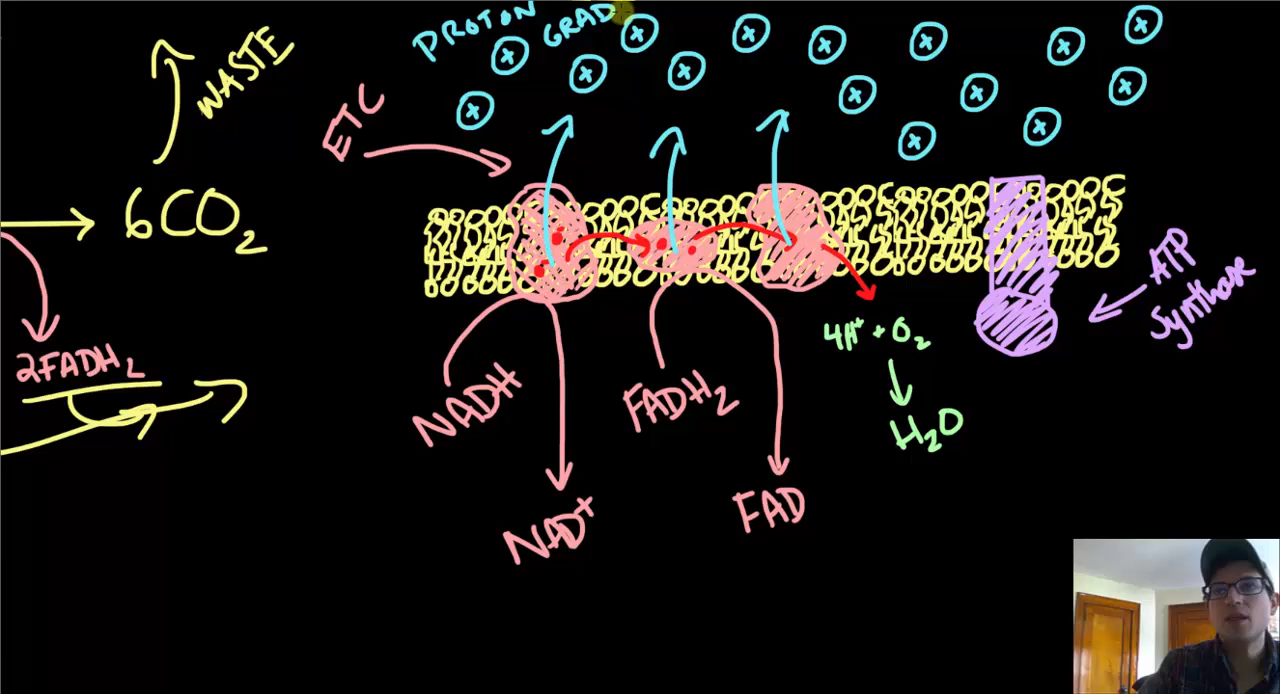 PROTON GRAD
WASTE
ETC
6CO2
2FADH2
NADH
NAD+
FADH2
FAD
4H+ + O2
H2O
ATP
Synthase